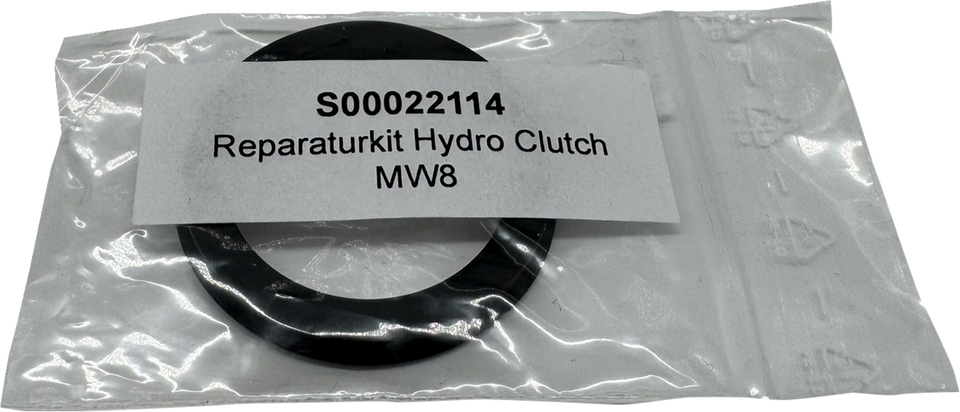 S00022114
Reparaturkit Hydro Clutch
MW8